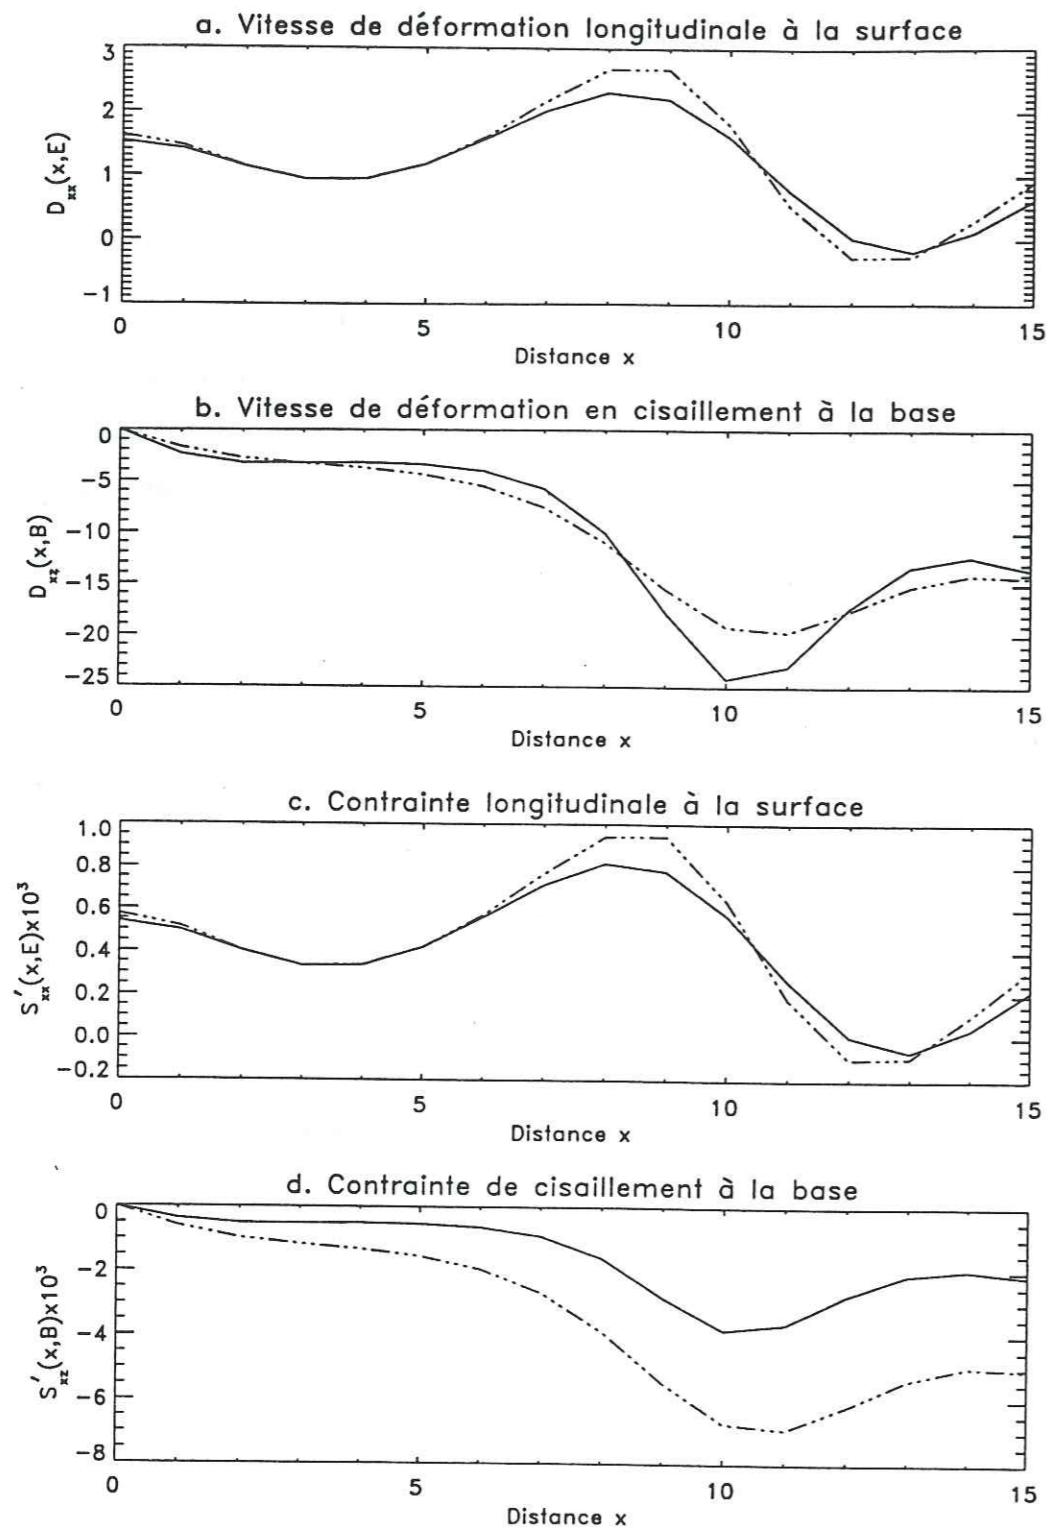 a. Vitesse de déformation longitudinale à la surface
3
2
1
0
−1
D_xx(x,E)
0 5 10 15
Distance x
b. Vitesse de déformation en cisaillement à la base
0
−5
−10
−15
−20
−25
D_xz(x,B)
0 5 10 15
Distance x
c. Contrainte longitudinale à la surface
1.0
0.8
0.6
0.4
0.2
0.0
−0.2
S'_xx(x,E)x10³
0 5 10 15
Distance x
d. Contrainte de cisaillement à la base
0
−2
−4
−6
−8
S'_xz(x,B)x10³
0 5 10 15
Distance x